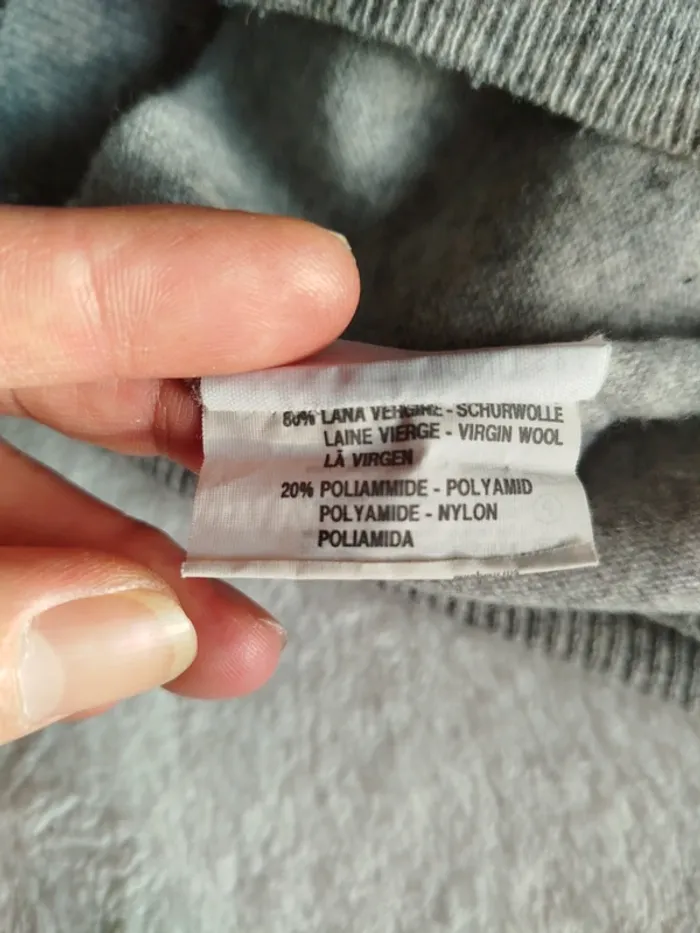 80% LANA VERGINE - SCHURWOLLE
LAINE VIERGE - VIRGIN WOOL
LÃ VIRGEN
20% POLIAMMIDE - POLYAMID
POLYAMIDE - NYLON
POLIAMIDA